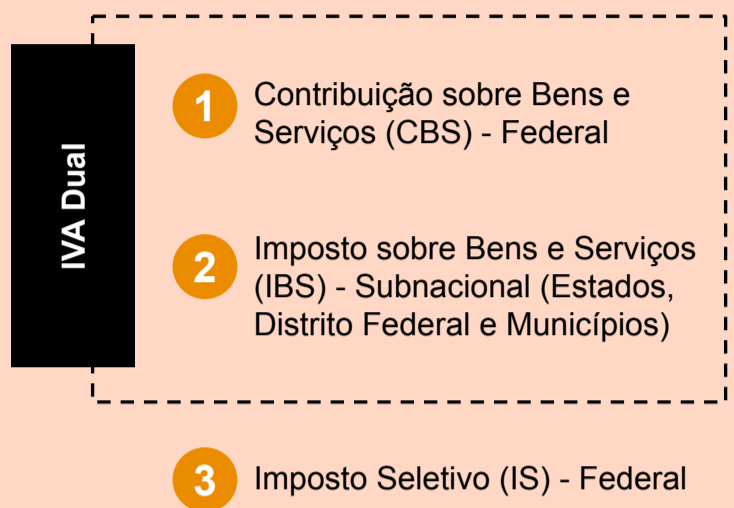 IVA Dual
1
Contribuição sobre Bens e
Serviços (CBS) - Federal
2
Imposto sobre Bens e Serviços
(IBS) - Subnacional (Estados,
Distrito Federal e Municípios)
3
Imposto Seletivo (IS) - Federal